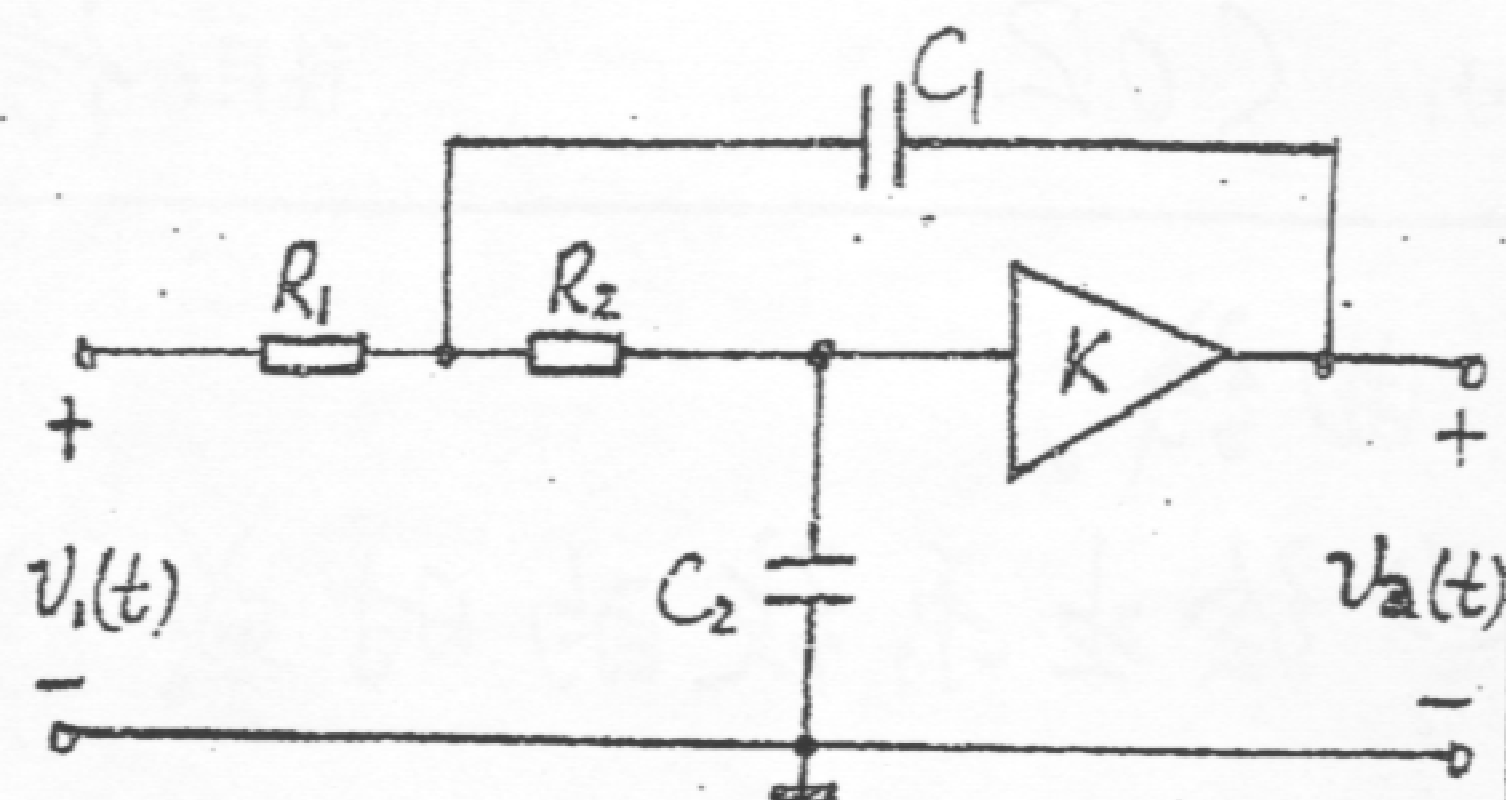 C₁
R₁
R₂
K
+
+
v₁(t)
C₂
v₂(t)
−
−